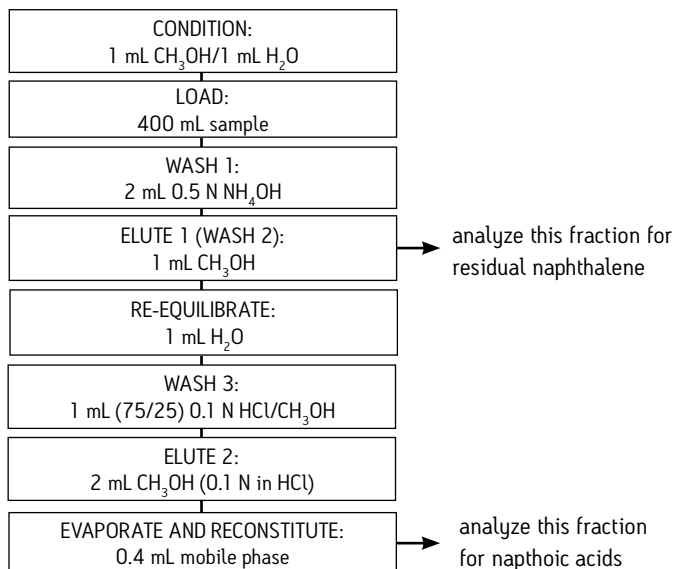 CONDITION:
1 mL CH₃OH/1 mL H₂O
LOAD:
400 mL sample
WASH 1:
2 mL 0.5 N NH₄OH
ELUTE 1 (WASH 2):
1 mL CH₃OH
analyze this fraction for
residual naphthalene
RE-EQUILIBRATE:
1 mL H₂O
WASH 3:
1 mL (75/25) 0.1 N HCl/CH₃OH
ELUTE 2:
2 mL CH₃OH (0.1 N in HCl)
EVAPORATE AND RECONSTITUTE:
0.4 mL mobile phase
analyze this fraction
for napthoic acids